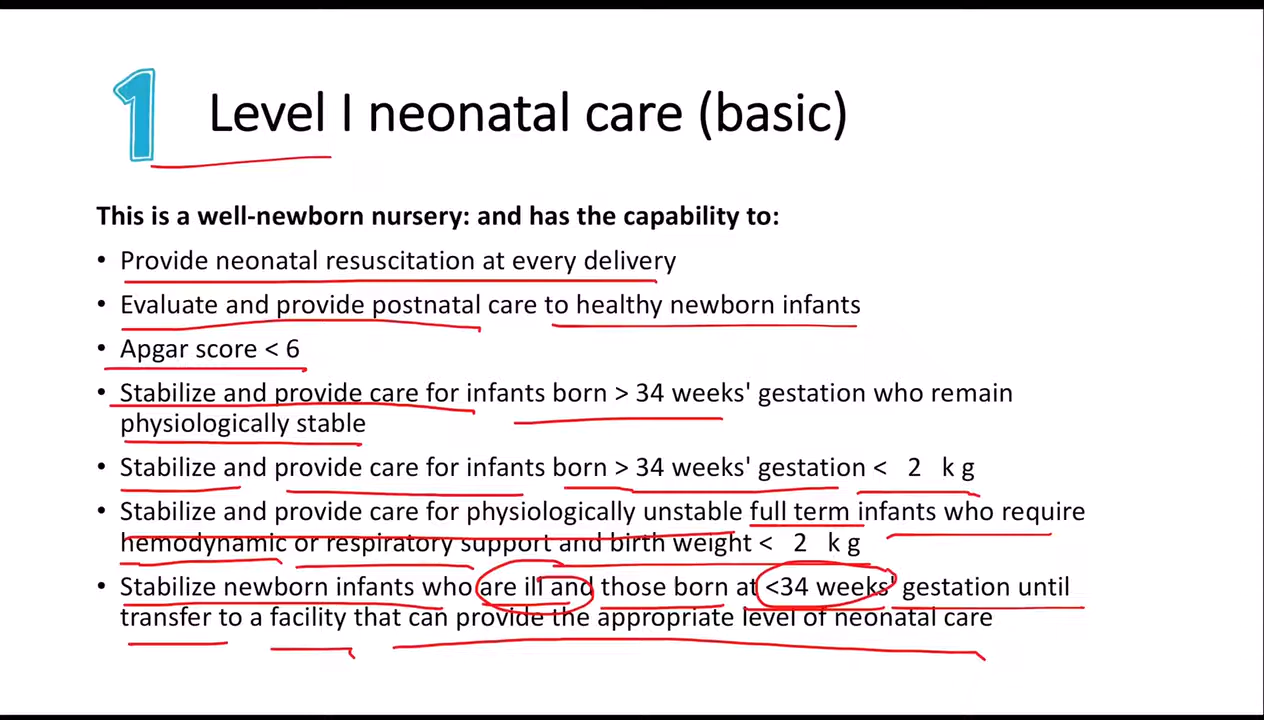 1 Level I neonatal care (basic)
This is a well-newborn nursery: and has the capability to:
• Provide neonatal resuscitation at every delivery
• Evaluate and provide postnatal care to healthy newborn infants
• Apgar score < 6
• Stabilize and provide care for infants born > 34 weeks' gestation who remain
physiologically stable
• Stabilize and provide care for infants born > 34 weeks' gestation < 2 k g
• Stabilize and provide care for physiologically unstable full term infants who require
hemodynamic or respiratory support and birth weight < 2 k g
• Stabilize newborn infants who are ill and those born at <34 weeks' gestation until
transfer to a facility that can provide the appropriate level of neonatal care